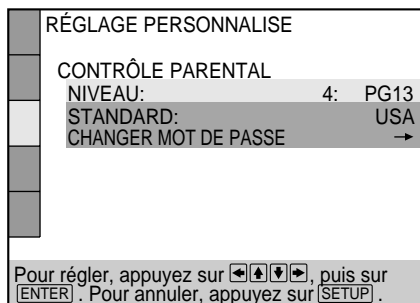 RÉGLAGE PERSONNALISE
CONTRÔLE PARENTAL
NIVEAU: 4: PG13
STANDARD: USA
CHANGER MOT DE PASSE →
Pour régler, appuyez sur ←↑↓→, puis sur
ENTER . Pour annuler, appuyez sur SETUP .